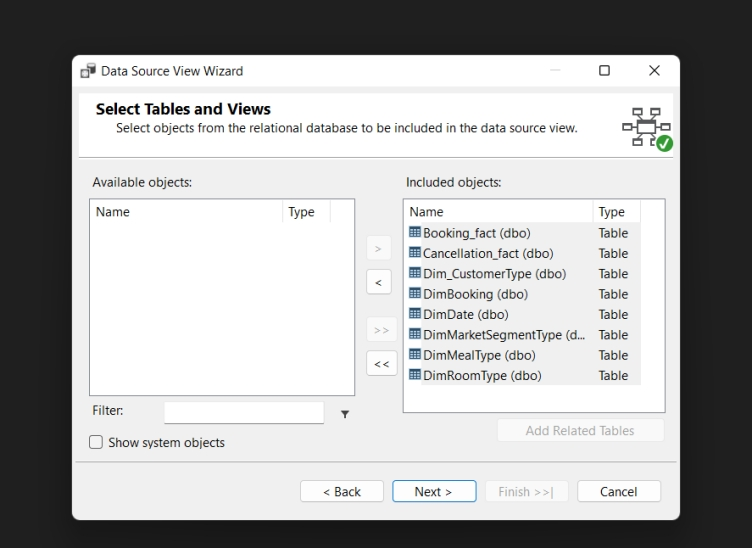 Data Source View Wizard
Select Tables and Views
Select objects from the relational database to be included in the data source view.
Available objects:
Name Type
Included objects:
Name Type
Booking_fact (dbo) Table
Cancellation_fact (dbo) Table
Dim_CustomerType (dbo) Table
DimBooking (dbo) Table
DimDate (dbo) Table
DimMarketSegmentType (d... Table
DimMealType (dbo) Table
DimRoomType (dbo) Table
>
<
>>
<<
Filter:
Show system objects
Add Related Tables
< Back Next > Finish >>| Cancel